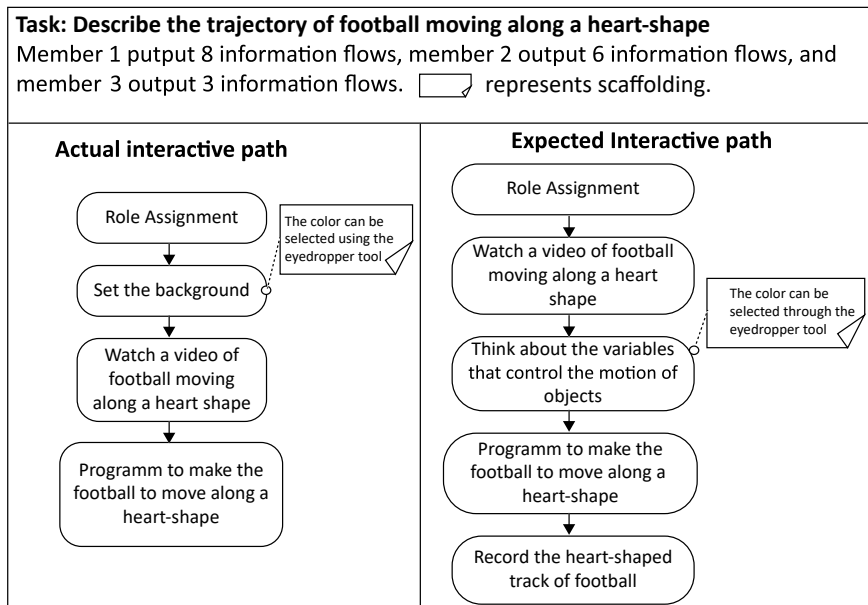 Task: Describe the trajectory of football moving along a heart-shape
Member 1 putput 8 information flows, member 2 output 6 information flows, and
member 3 output 3 information flows. represents scaffolding.
Actual interactive path
Role Assignment
The color can be
selected using the
eyedropper tool
Set the background
Watch a video of
football moving
along a heart shape
Programm to make the
football to move along a
heart-shape
Expected Interactive path
Role Assignment
Watch a video of football
moving along a heart
shape
The color can be
selected through the
eyedropper tool
Think about the variables
that control the motion of
objects
Programm to make the
football to move along a
heart-shape
Record the heart-shaped
track of football